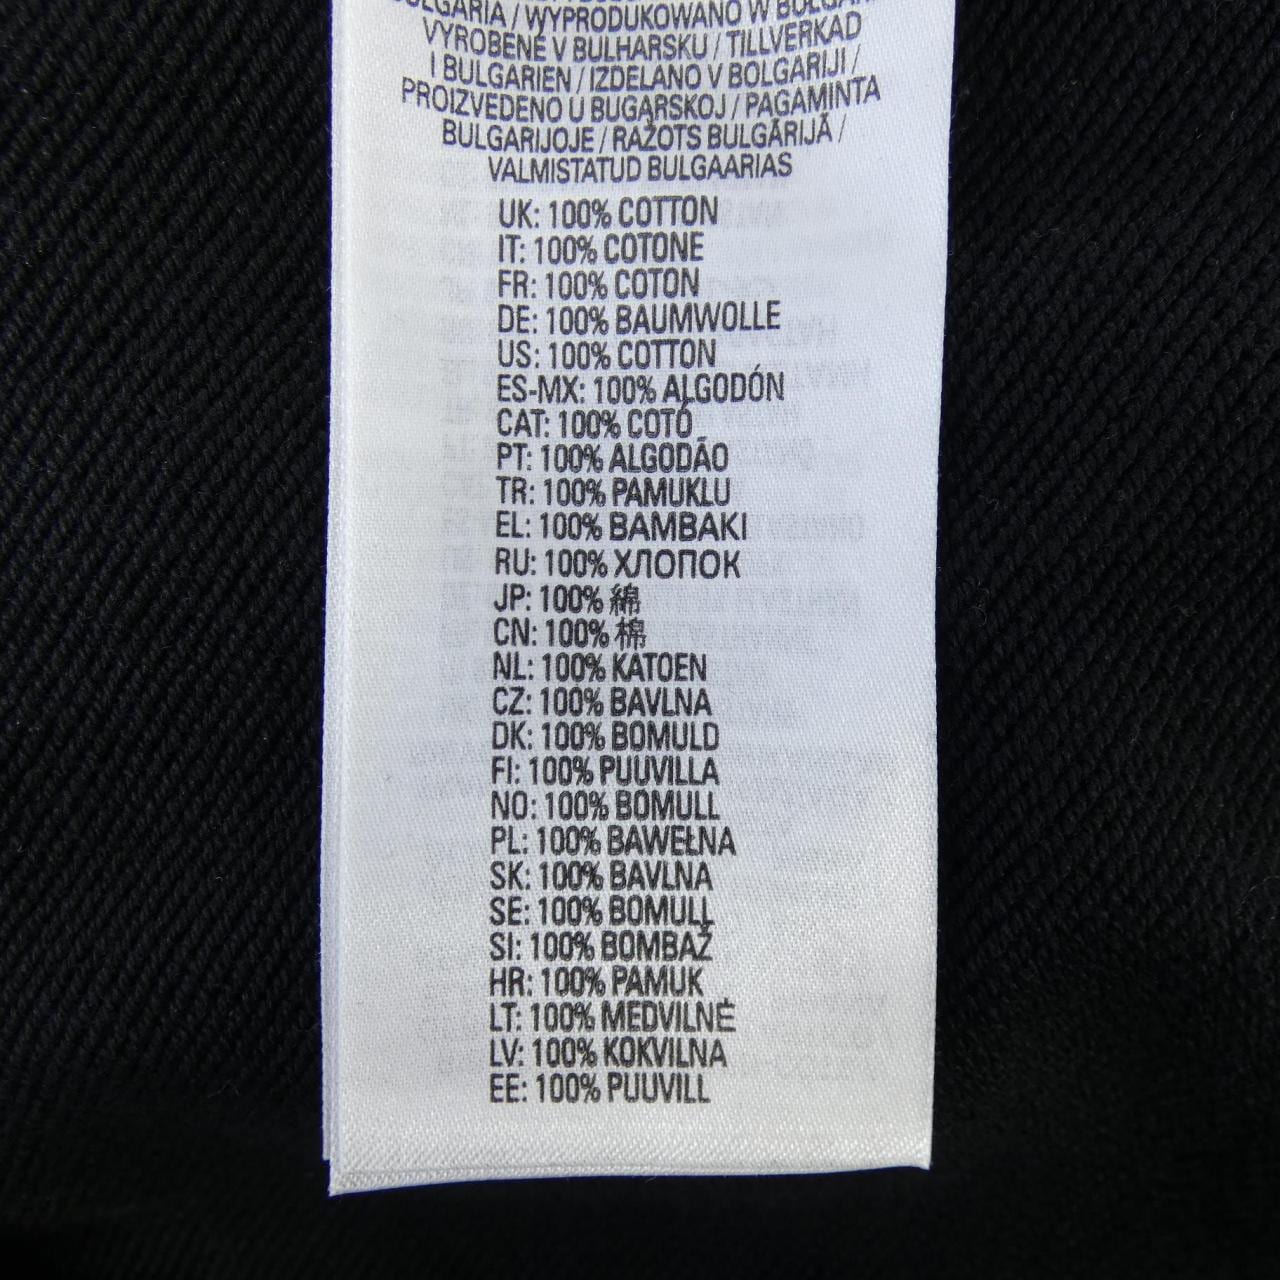 BULGARIA / WYPRODUKOWANO W
VYROBENÉ V BULHARSKU / TILLVERKAD
I BULGARIEN / IZDELANO V BOLGARIJI /
PROIZVEDENO U BUGARSKOJ / PAGAMINTA
BULGARIJOJE / RAŽOTS BULGĀRIJĀ /
VALMISTATUD BULGAARIAS
UK: 100% COTTON
IT: 100% COTONE
FR: 100% COTON
DE: 100% BAUMWOLLE
US: 100% COTTON
ES-MX: 100% ALGODÓN
CAT: 100% COTÓ
PT: 100% ALGODÃO
TR: 100% PAMUKLU
EL: 100% ΒΑΜΒΑΚΙ
RU: 100% ХЛОПОК
JP: 100% 綿
CN: 100% 棉
NL: 100% KATOEN
CZ: 100% BAVLNA
DK: 100% BOMULD
FI: 100% PUUVILLA
NO: 100% BOMULL
PL: 100% BAWEŁNA
SK: 100% BAVLNA
SE: 100% BOMULL
SI: 100% BOMBAŽ
HR: 100% PAMUK
LT: 100% MEDVILNĖ
LV: 100% KOKVILNA
EE: 100% PUUVILL